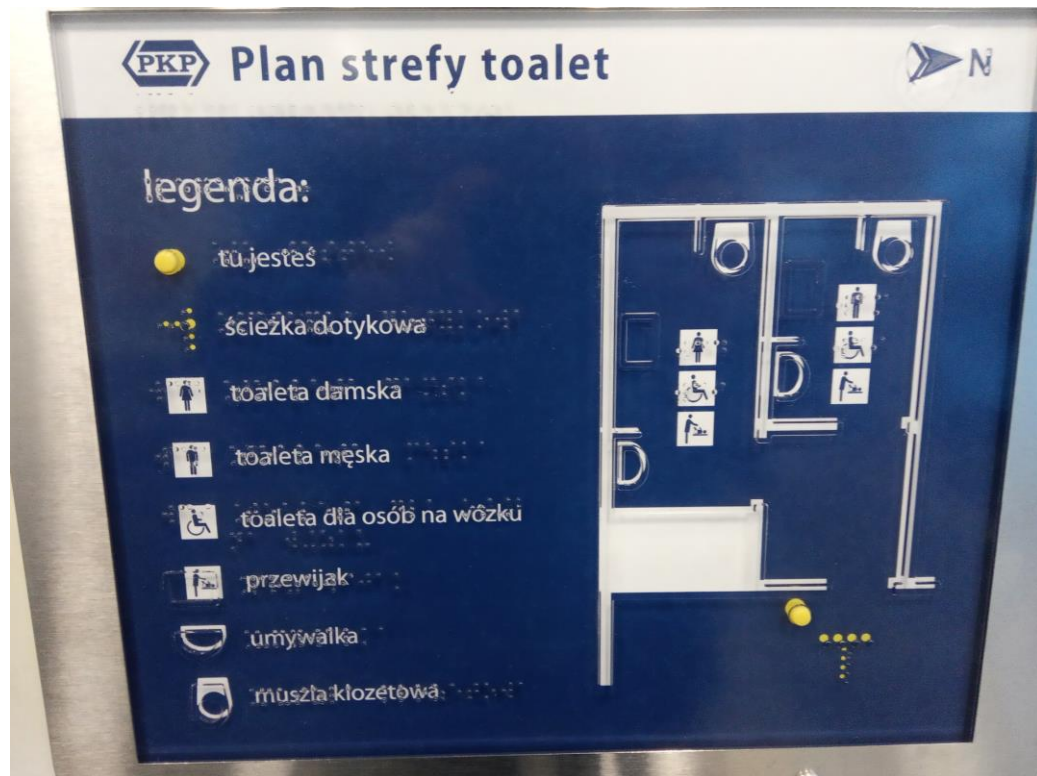 PKP Plan strefy toalet N
legenda:
tu jesteś
ścieżka dotykowa
toaleta damska
toaleta męska
toaleta dla osób na wózku
przewijak
umywalka
muszla klozetowa